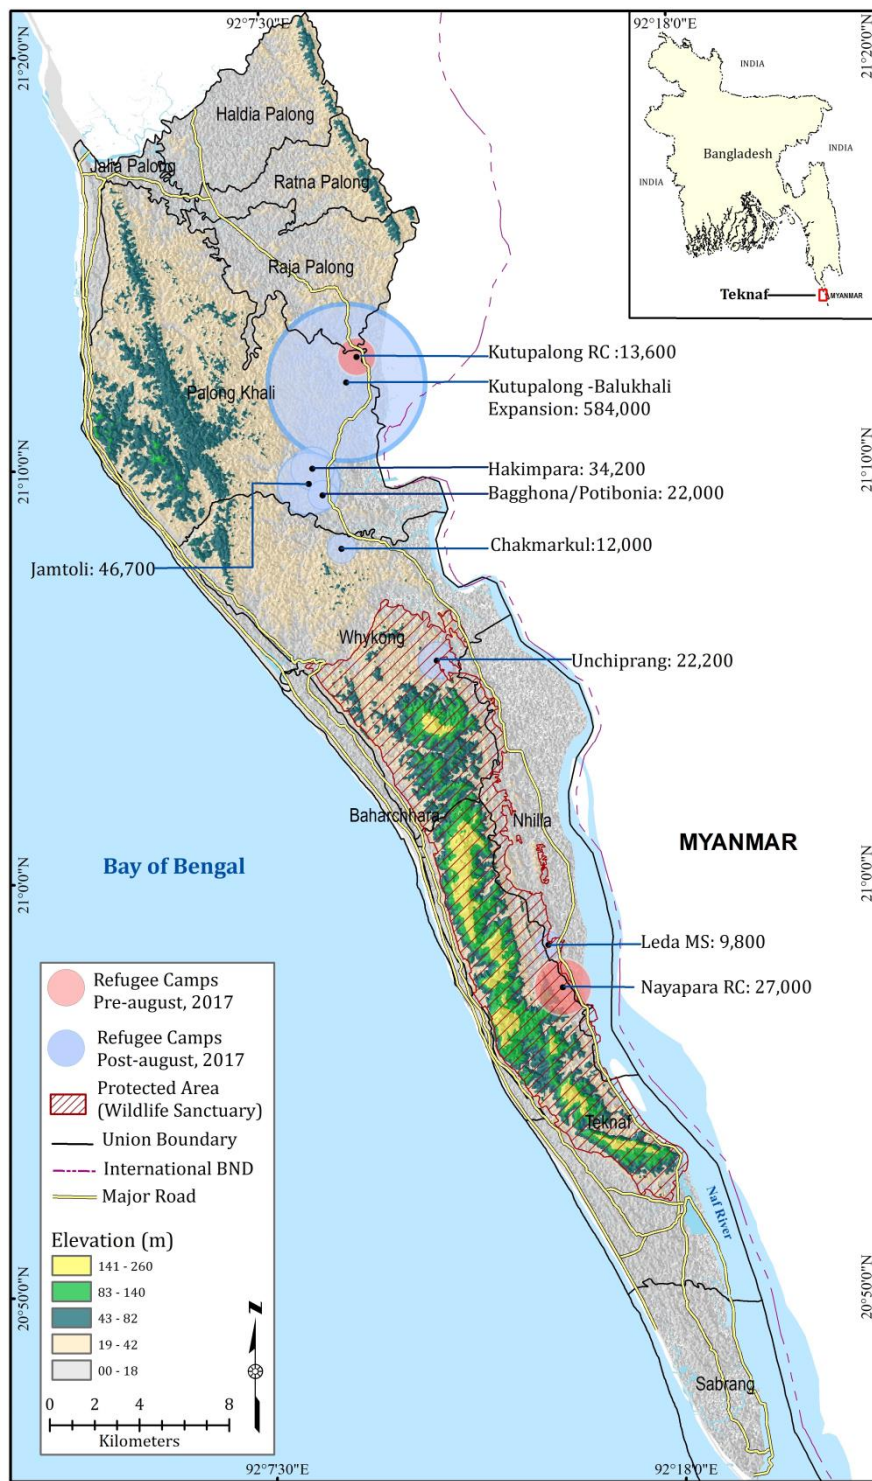 92°7'30"E
92°18'0"E
21°20'0"N
21°20'0"N
INDIA
Bangladesh
INDIA
INDIA
Teknaf
MYANMAR
Haldia Palong
Jalia Palong
Ratna Palong
Raja Palong
Kutupalong RC :13,600
Palong Khali
Kutupalong -Balukhali
Expansion: 584,000
21°10'0"N
21°10'0"N
Hakimpara: 34,200
Bagghona/Potibonia: 22,000
Chakmarkul:12,000
Jamtoli: 46,700
Whykong
Unchiprang: 22,200
Baharchhara
Nhilla
MYANMAR
Bay of Bengal
21°0'0"N
21°0'0"N
Leda MS: 9,800
Nayapara RC: 27,000
Teknaf
Naf River
Refugee Camps
Pre-august, 2017
Refugee Camps
Post-august, 2017
Protected Area
(Wildlife Sanctuary)
Union Boundary
International BND
Major Road
Elevation (m)
141 - 260
83 - 140
43 - 82
19 - 42
00 - 18
N
0 2 4 8
Kilometers
20°50'0"N
20°50'0"N
Sabrang
92°7'30"E
92°18'0"E